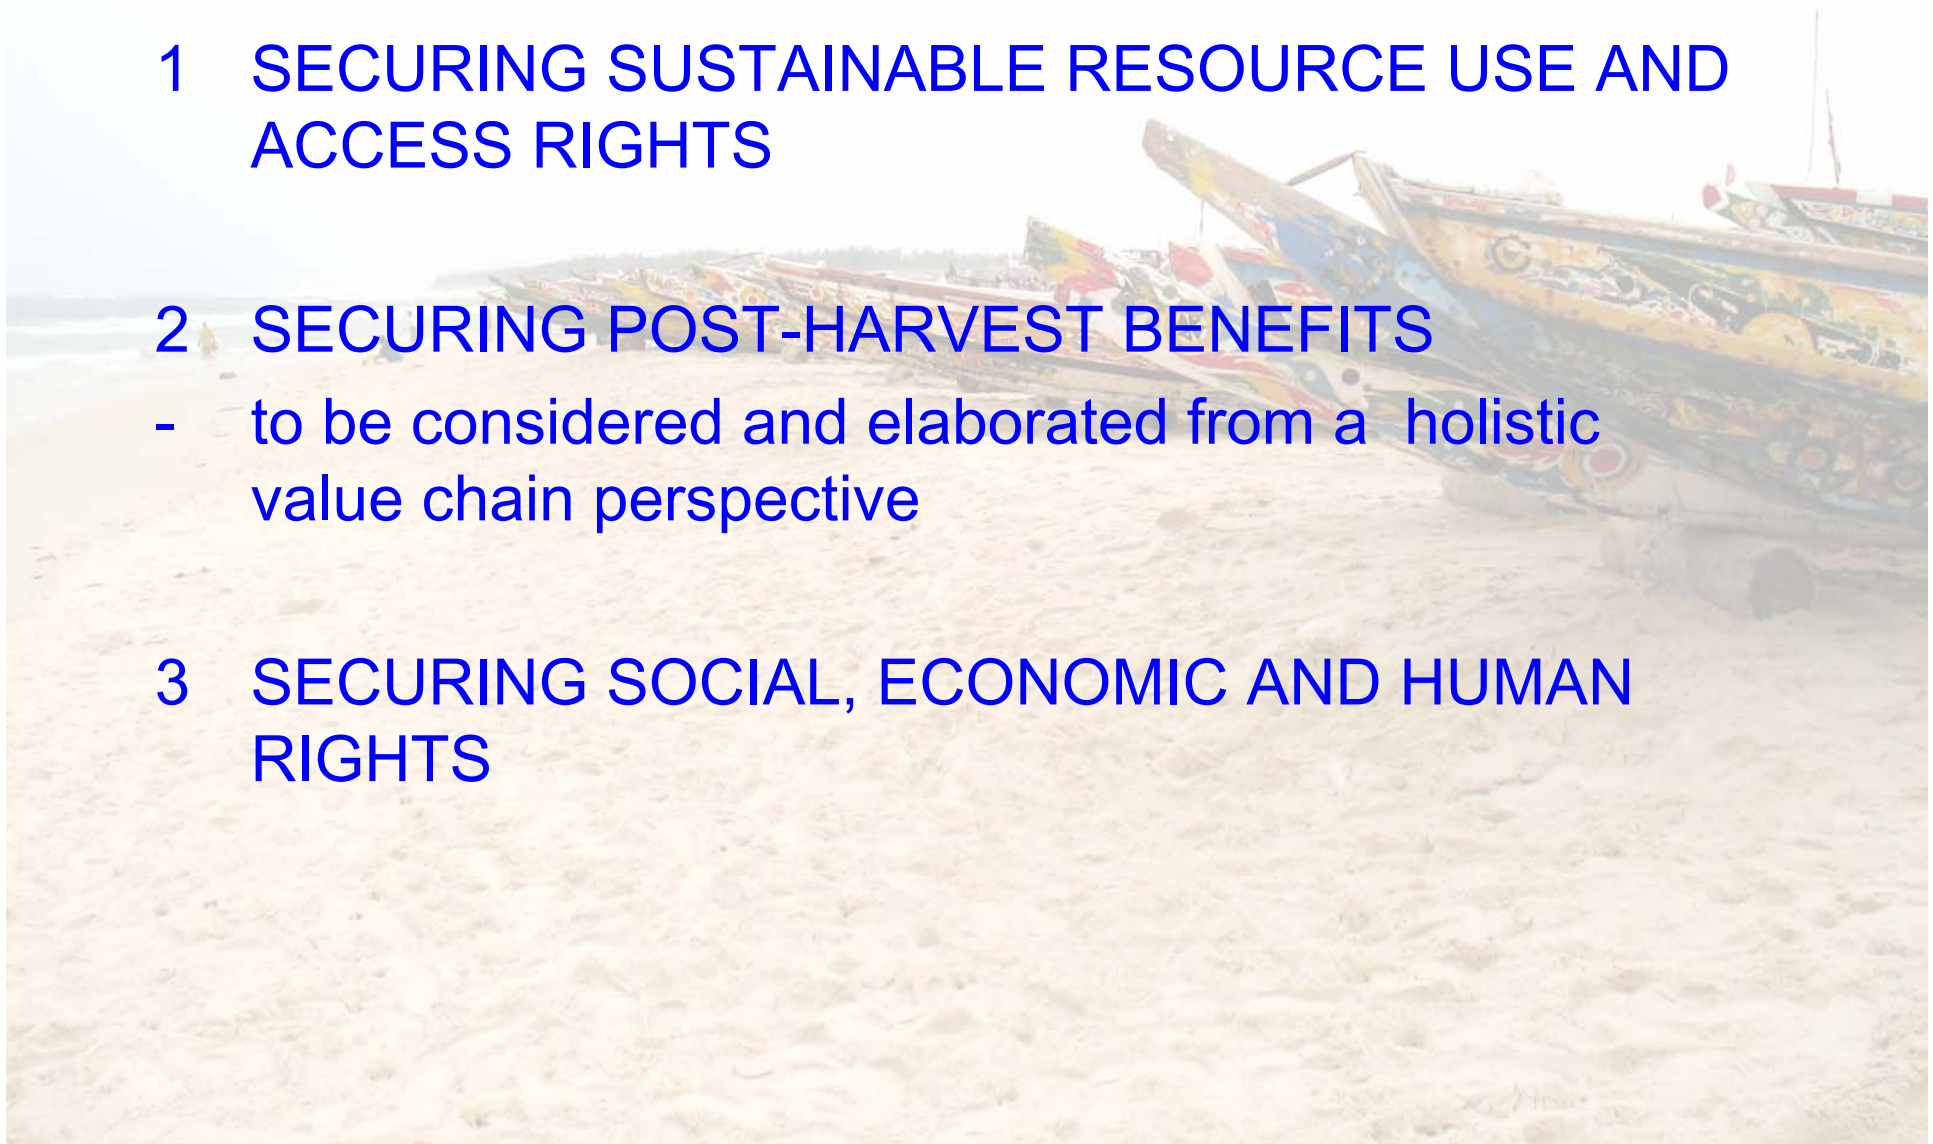 1 SECURING SUSTAINABLE RESOURCE USE AND
ACCESS RIGHTS
2 SECURING POST-HARVEST BENEFITS
- to be considered and elaborated from a  holistic
value chain perspective
3 SECURING SOCIAL, ECONOMIC AND HUMAN
RIGHTS